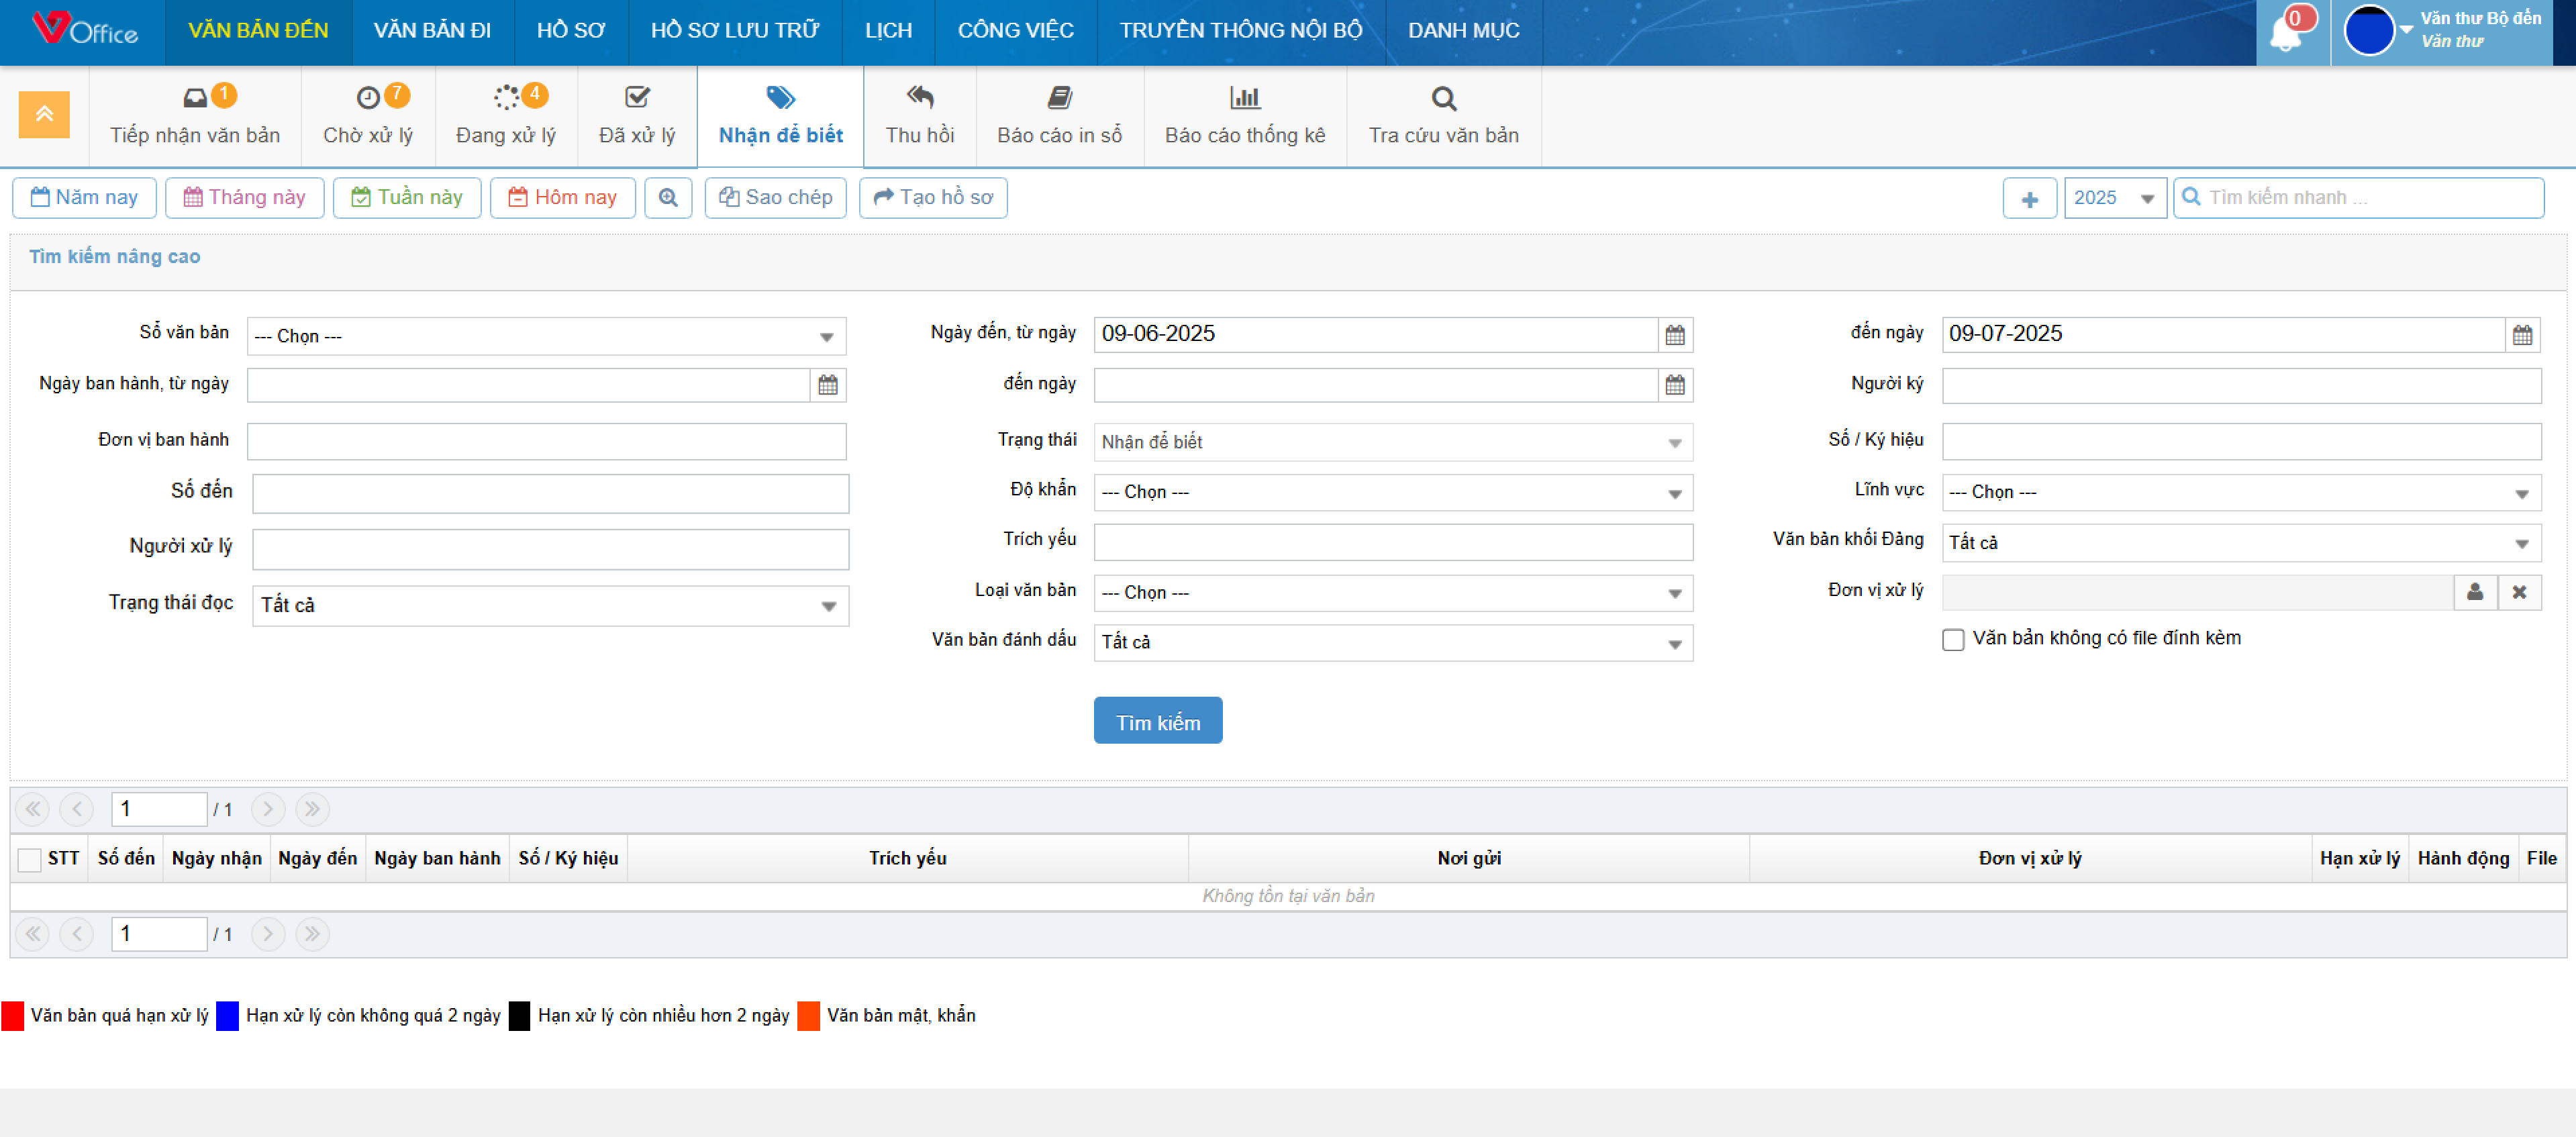 VOffice VĂN BẢN ĐẾN VĂN BẢN ĐI HỒ SƠ HỒ SƠ LƯU TRỮ LỊCH CÔNG VIỆC TRUYỀN THÔNG NỘI BỘ DANH MỤC 0 Văn thư Bộ đến
Văn thư
1 7 4
Tiếp nhận văn bản Chờ xử lý Đang xử lý Đã xử lý Nhận để biết Thu hồi Báo cáo in sổ Báo cáo thống kê Tra cứu văn bản
Năm nay Tháng này Tuần này Hôm nay Sao chép Tạo hồ sơ 2025 Tìm kiếm nhanh ...
Tìm kiếm nâng cao
Sổ văn bản --- Chọn --- Ngày đến, từ ngày 09-06-2025 đến ngày 09-07-2025
Ngày ban hành, từ ngày đến ngày Người ký
Đơn vị ban hành Trạng thái Nhận để biết Số / Ký hiệu
Số đến Độ khẩn --- Chọn --- Lĩnh vực --- Chọn ---
Người xử lý Trích yếu Văn bản khối Đảng Tất cả
Trạng thái đọc Tất cả Loại văn bản --- Chọn --- Đơn vị xử lý
Văn bản đánh dấu Tất cả Văn bản không có file đính kèm
Tìm kiếm
1 / 1
STT Số đến Ngày nhận Ngày đến Ngày ban hành Số / Ký hiệu Trích yếu Nơi gửi Đơn vị xử lý Hạn xử lý Hành động File
Không tồn tại văn bản
1 / 1
Văn bản quá hạn xử lý Hạn xử lý còn không quá 2 ngày Hạn xử lý còn nhiều hơn 2 ngày Văn bản mật, khẩn